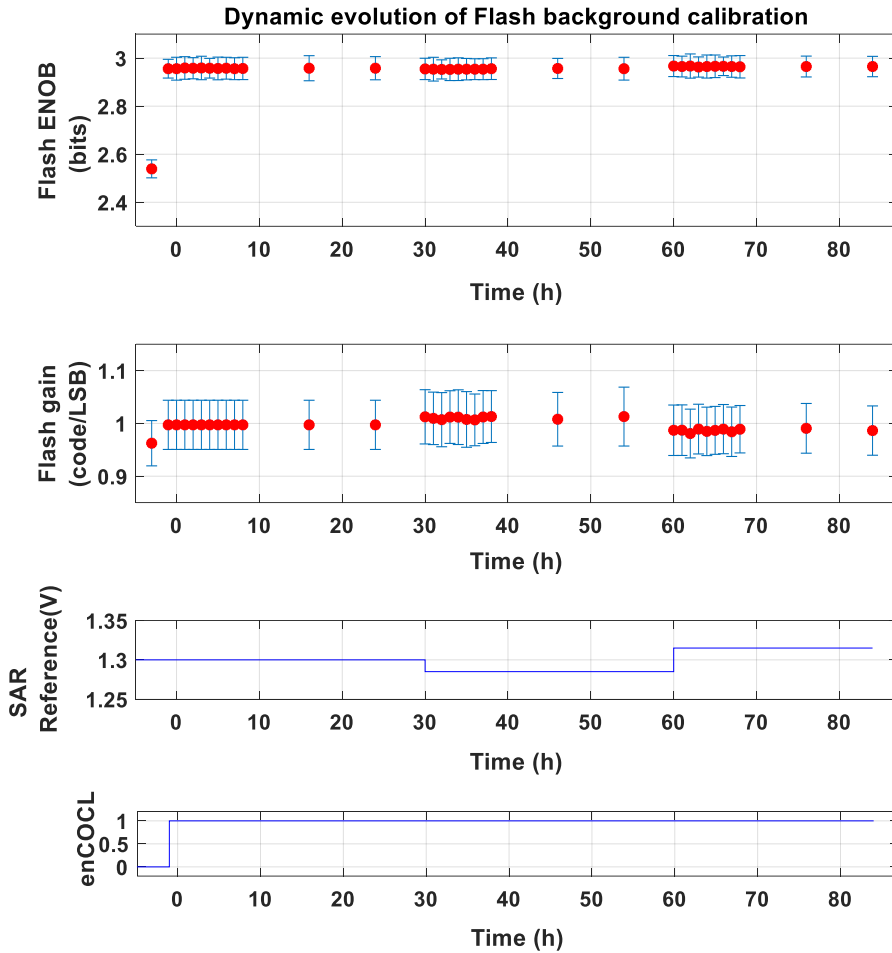 Dynamic evolution of Flash background calibration
Flash ENOB
(bits)
3
2.8
2.6
2.4
0 10 20 30 40 50 60 70 80
Time (h)
Flash gain
(code/LSB)
1.1
1
0.9
0 10 20 30 40 50 60 70 80
Time (h)
SAR
Reference(V)
1.35
1.3
1.25
0 10 20 30 40 50 60 70 80
Time (h)
enCOCL
1
0.5
0
0 10 20 30 40 50 60 70 80
Time (h)